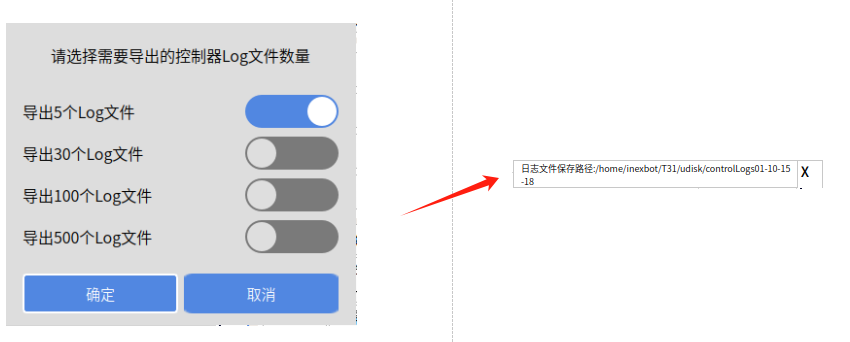 请选择需要导出的控制器Log文件数量
导出5个Log文件
导出30个Log文件
导出100个Log文件
导出500个Log文件
确定
取消
日志文件保存路径:/home/inexbot/T31/udisk/controlLogs01-10-15
-18
X